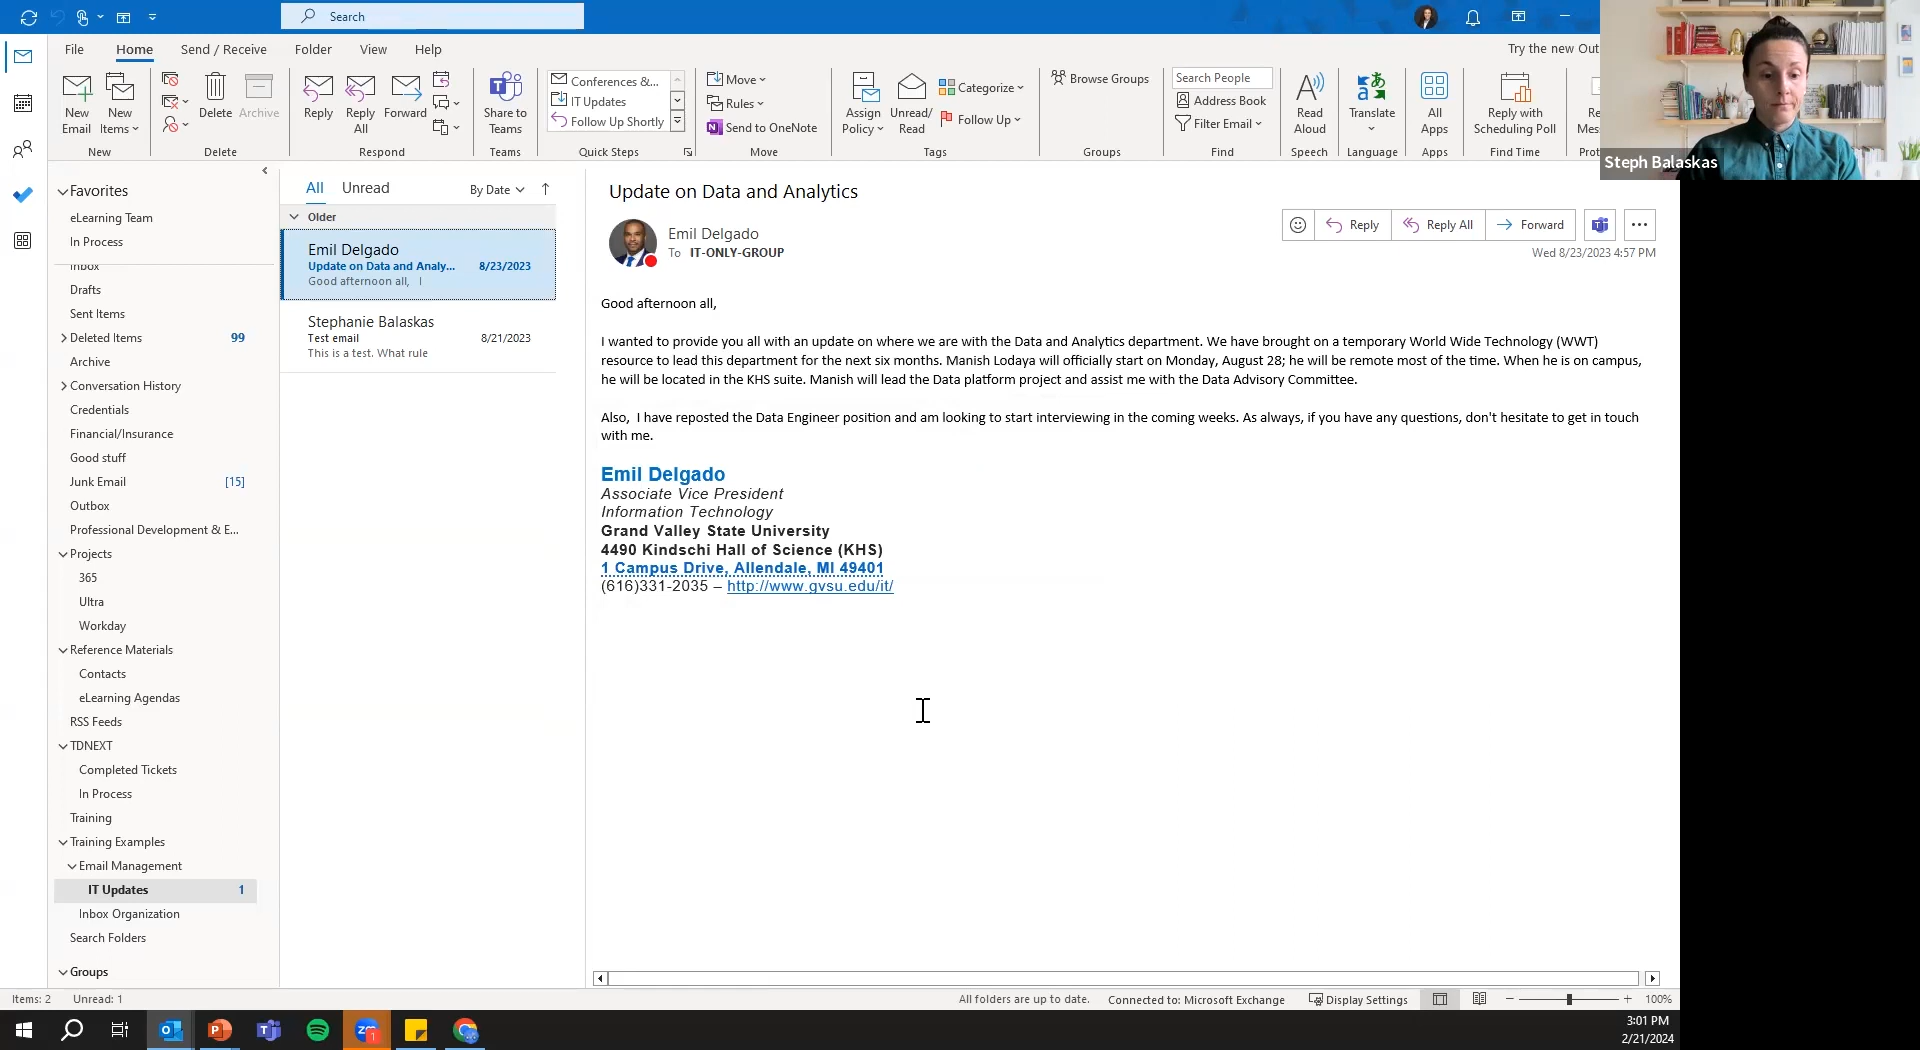 Search
File Home Send / Receive Folder View Help
Try the new Out
New Email
New Items
New
Delete
Archive
Delete
Reply
Reply All
Forward
Respond
Share to Teams
Teams
Conferences &...
IT Updates
Follow Up Shortly
Quick Steps
Move
Rules
Send to OneNote
Move
Assign Policy
Unread/ Read
Categorize
Follow Up
Tags
Browse Groups
Groups
Search People
Address Book
Filter Email
Find
Read Aloud
Speech
Translate
Language
All Apps
Apps
Reply with Scheduling Poll
Find Time
Re
Mes
Prot
Steph Balaskas
Favorites
eLearning Team
In Process
Inbox
Drafts
Sent Items
Deleted Items 99
Archive
Conversation History
Credentials
Financial/Insurance
Good stuff
Junk Email [15]
Outbox
Professional Development & E...
Projects
365
Ultra
Workday
Reference Materials
Contacts
eLearning Agendas
RSS Feeds
TDNEXT
Completed Tickets
In Process
Training
Training Examples
Email Management
IT Updates 1
Inbox Organization
Search Folders
Groups
All Unread By Date
Older
Emil Delgado
Update on Data and Analy... 8/23/2023
Good afternoon all, I
Stephanie Balaskas
Test email 8/21/2023
This is a test. What rule
Update on Data and Analytics
Emil Delgado
To IT-ONLY-GROUP
Reply Reply All Forward
Wed 8/23/2023 4:57 PM
Good afternoon all,
I wanted to provide you all with an update on where we are with the Data and Analytics department. We have brought on a temporary World Wide Technology (WWT)
resource to lead this department for the next six months. Manish Lodaya will officially start on Monday, August 28; he will be remote most of the time. When he is on campus,
he will be located in the KHS suite. Manish will lead the Data platform project and assist me with the Data Advisory Committee.
Also,  I have reposted the Data Engineer position and am looking to start interviewing in the coming weeks. As always, if you have any questions, don't hesitate to get in touch
with me.
Emil Delgado
Associate Vice President
Information Technology
Grand Valley State University
4490 Kindschi Hall of Science (KHS)
1 Campus Drive, Allendale, MI 49401
(616)331-2035 – http://www.gvsu.edu/it/
Items: 2 Unread: 1
All folders are up to date. Connected to: Microsoft Exchange Display Settings 100%
3:01 PM
2/21/2024